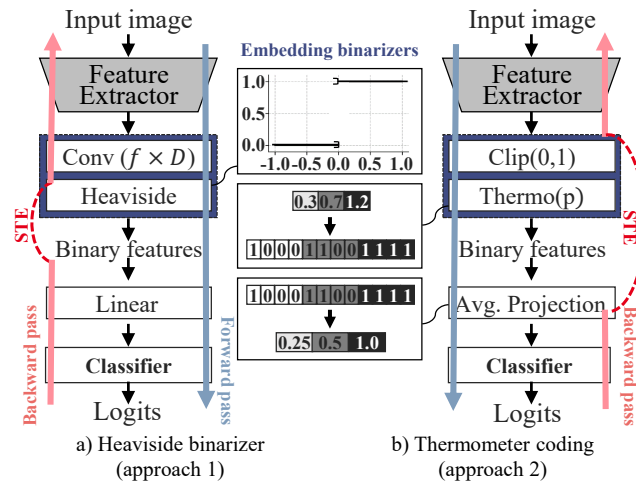 Input image
Feature
Extractor
Conv (f × D)
Heaviside
STE
Binary features
Linear
Classifier
Logits
Backward pass
Forward pass
a) Heaviside binarizer
(approach 1)
Embedding binarizers
1.0
0.5
0.0
-1.0 -0.5 0.0 0.5 1.0
0.3 0.7 1.2
1 0 0 0 1 1 0 0 1 1 1 1
1 0 0 0 1 1 0 0 1 1 1 1
0.25 0.5 1.0
Input image
Feature
Extractor
Clip(0,1)
Thermo(p)
STE
Binary features
Avg. Projection
Classifier
Logits
Backward pass
Forward pass
b) Thermometer coding
(approach 2)